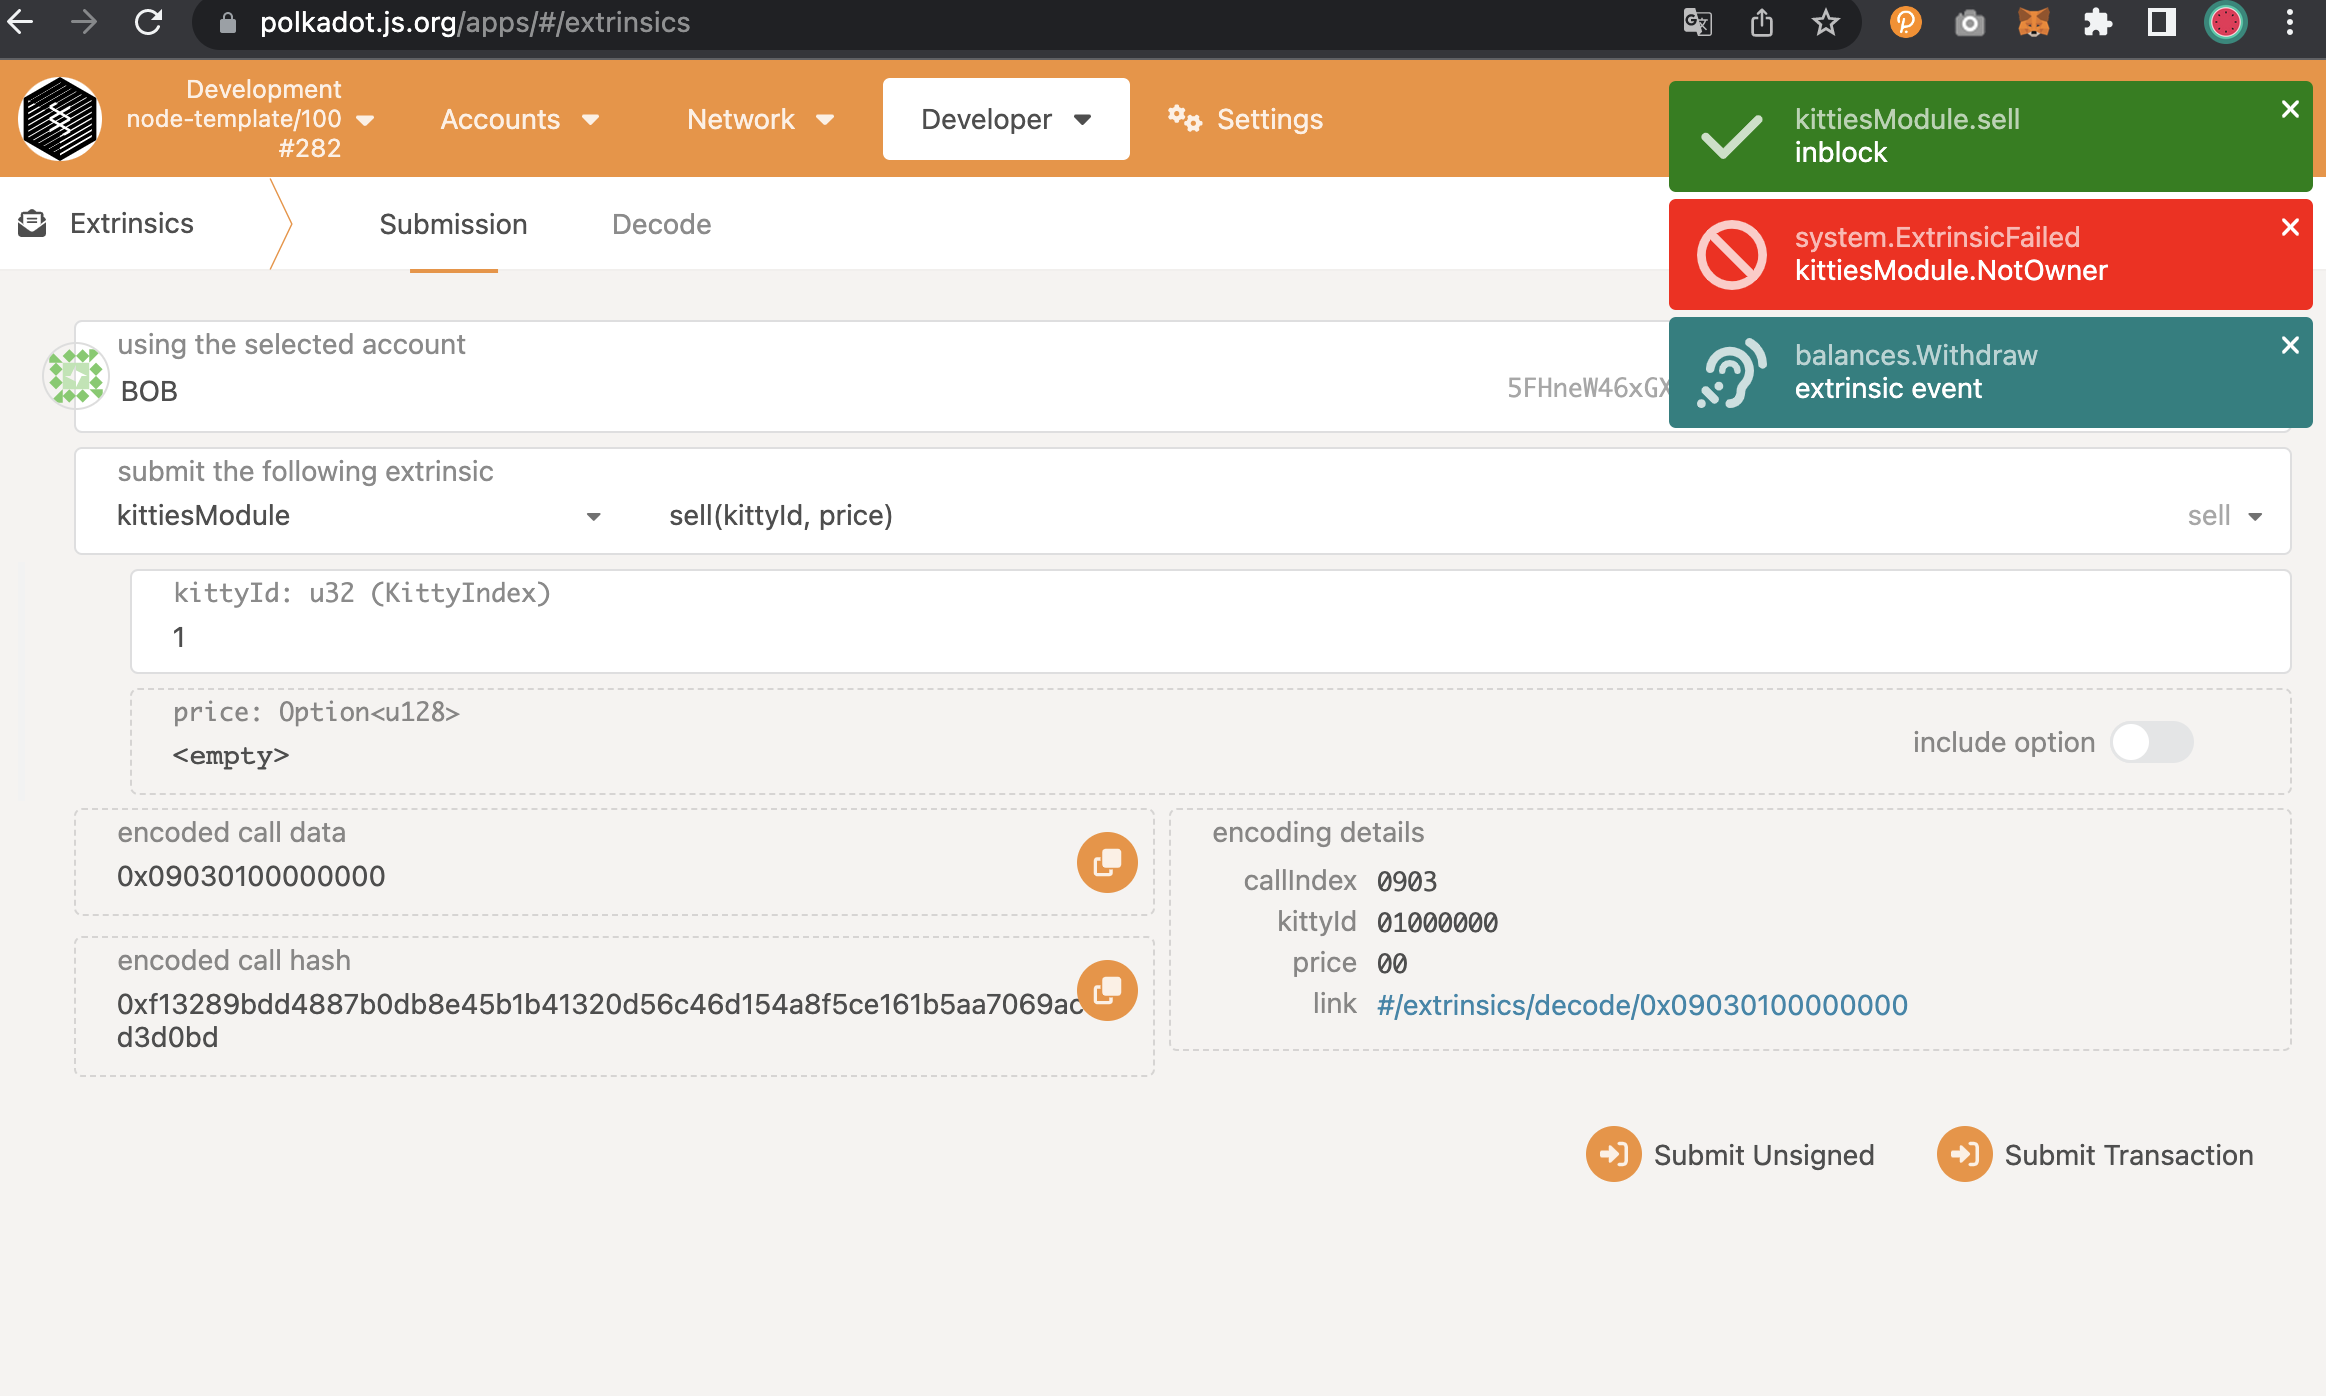 polkadot.js.org/apps/#/extrinsics
Development
node-template/100
#282
Accounts
Network
Developer
Settings
kittiesModule.sell
inblock
system.ExtrinsicFailed
kittiesModule.NotOwner
balances.Withdraw
extrinsic event
Extrinsics
Submission
Decode
using the selected account
BOB
5FHneW46xGX
submit the following extrinsic
kittiesModule
sell(kittyId, price)
sell
kittyId: u32 (KittyIndex)
1
price: Option<u128>
<empty>
include option
encoded call data
0x09030100000000
encoded call hash
0xf13289bdd4887b0db8e45b1b41320d56c46d154a8f5ce161b5aa7069ac
d3d0bd
encoding details
callIndex 0903
kittyId 01000000
price 00
link #/extrinsics/decode/0x09030100000000
Submit Unsigned
Submit Transaction